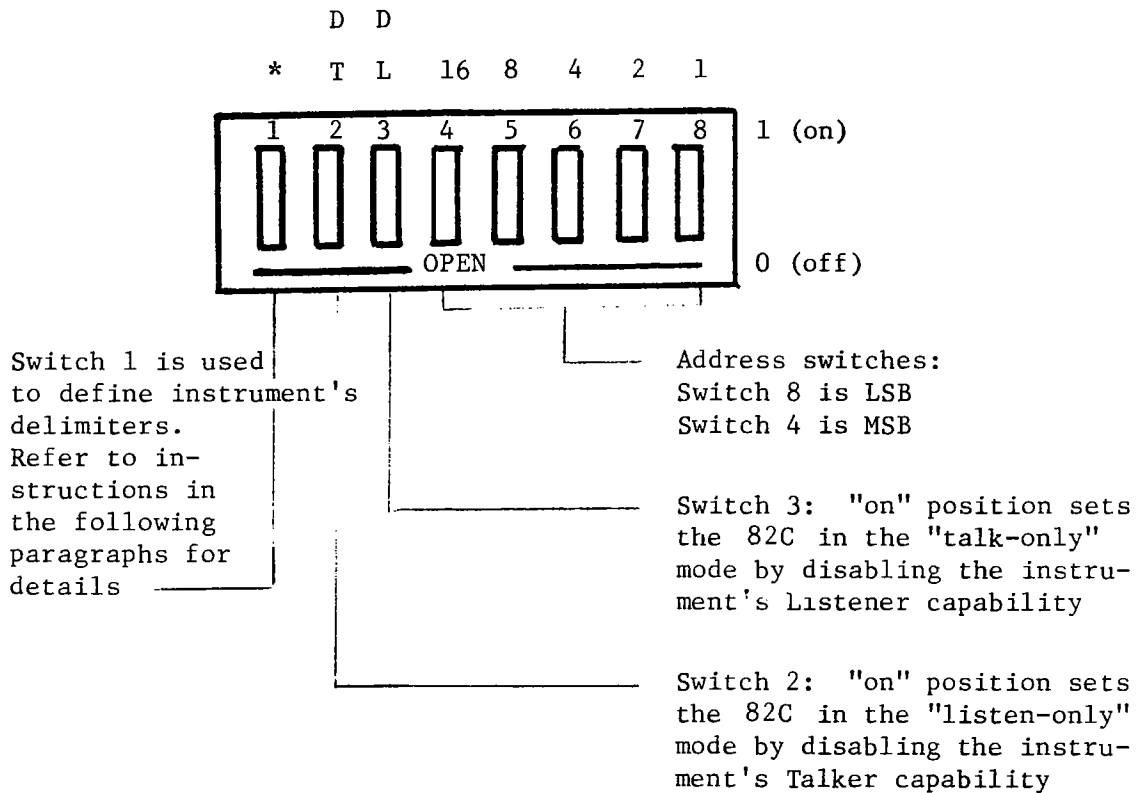 D D
* T L 16 8 4 2 1
1 2 3 4 5 6 7 8 1 (on)
OPEN 0 (off)
Switch 1 is used
to define instrument's
delimiters.
Refer to in-
structions in
the following
paragraphs for
details
Address switches:
Switch 8 is LSB
Switch 4 is MSB
Switch 3: "on" position sets
the 82C in the "talk-only"
mode by disabling the instru-
ment's Listener capability
Switch 2: "on" position sets
the 82C in the "listen-only"
mode by disabling the instru-
ment's Talker capability